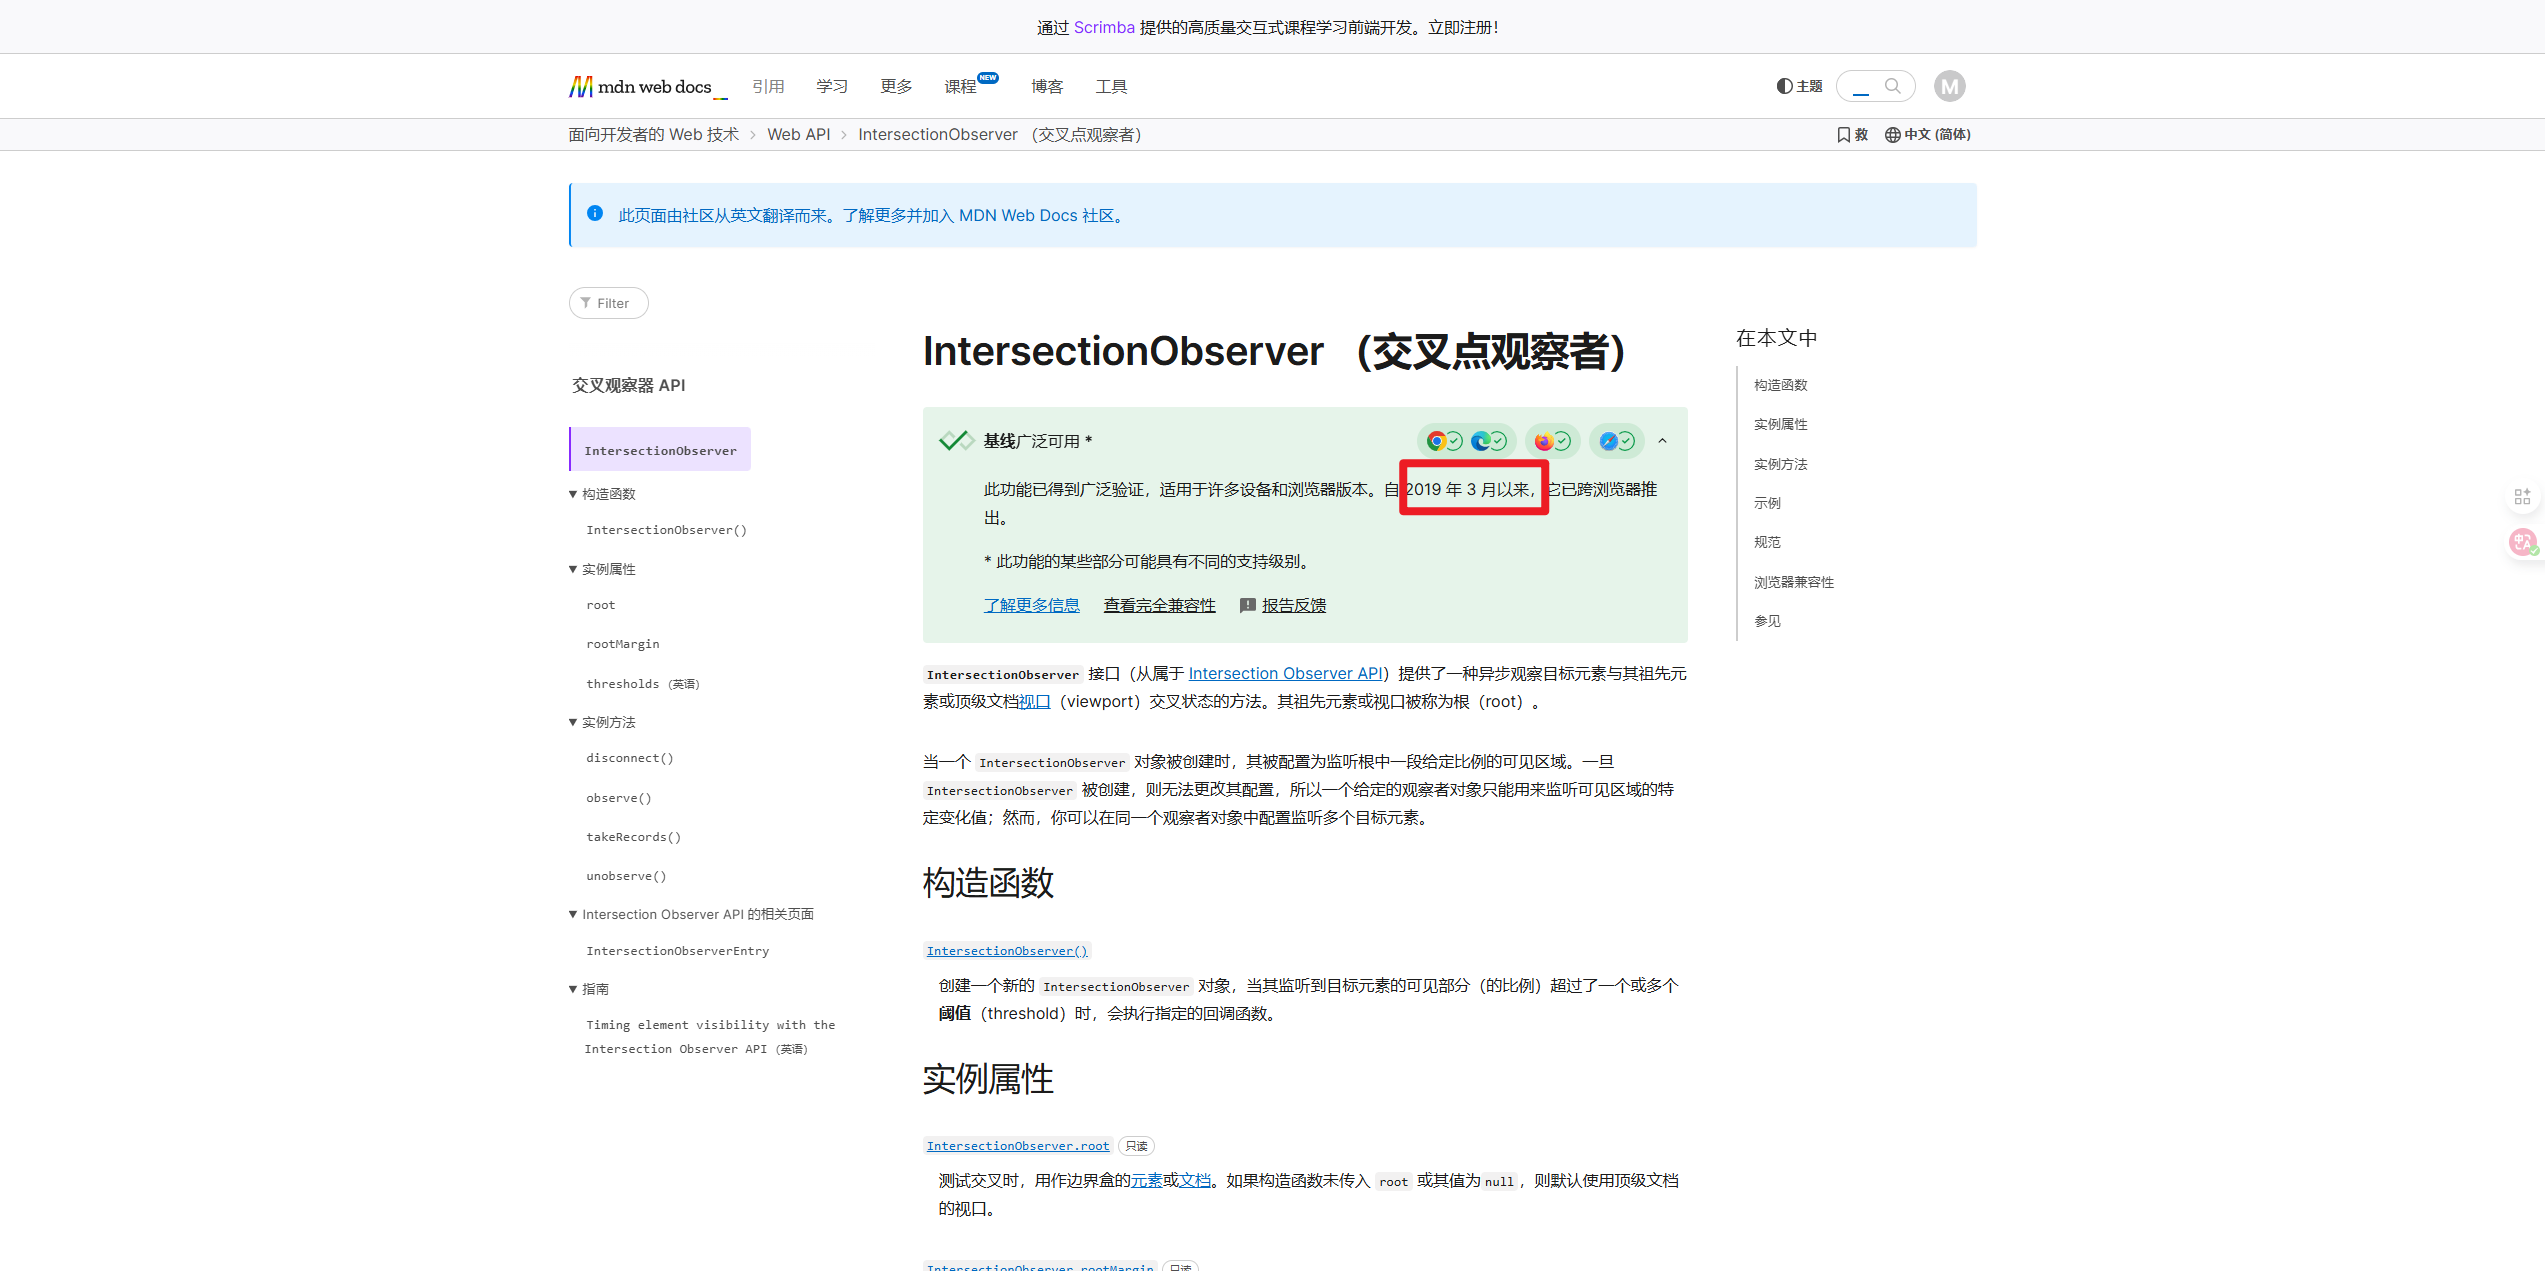 通过 Scrimba 提供的高质量交互式课程学习前端开发。立即注册！
mdn web docs
引用
学习
更多
课程
NEW
博客
工具
主题
M
面向开发者的 Web 技术
Web API
IntersectionObserver （交叉点观察者）
救
中文 (简体)
此页面由社区从英文翻译而来。了解更多并加入 MDN Web Docs 社区。
Filter
交叉观察器 API
IntersectionObserver
构造函数
IntersectionObserver()
实例属性
root
rootMargin
thresholds (英语)
实例方法
disconnect()
observe()
takeRecords()
unobserve()
Intersection Observer API 的相关页面
IntersectionObserverEntry
指南
Timing element visibility with the
Intersection Observer API (英语)
IntersectionObserver （交叉点观察者）
基线广泛可用 *
此功能已得到广泛验证，适用于许多设备和浏览器版本。自 2019 年 3 月以来，它已跨浏览器推
出。
* 此功能的某些部分可能具有不同的支持级别。
了解更多信息
查看完全兼容性
报告反馈
IntersectionObserver 接口（从属于 Intersection Observer API）提供了一种异步观察目标元素与其祖先元
素或顶级文档视口（viewport）交叉状态的方法。其祖先元素或视口被称为根（root）。
当一个 IntersectionObserver 对象被创建时，其被配置为监听根中一段给定比例的可见区域。一旦
IntersectionObserver 被创建，则无法更改其配置，所以一个给定的观察者对象只能用来监听可见区域的特
定变化值；然而，你可以在同一个观察者对象中配置监听多个目标元素。
构造函数
IntersectionObserver()
创建一个新的 IntersectionObserver 对象，当其监听到目标元素的可见部分（的比例）超过了一个或多个
阈值（threshold）时，会执行指定的回调函数。
实例属性
IntersectionObserver.root 只读
测试交叉时，用作边界盒的元素或文档。如果构造函数未传入 root 或其值为 null，则默认使用顶级文档
的视口。
IntersectionObserver.rootMargin 只读
在本文中
构造函数
实例属性
实例方法
示例
规范
浏览器兼容性
参见